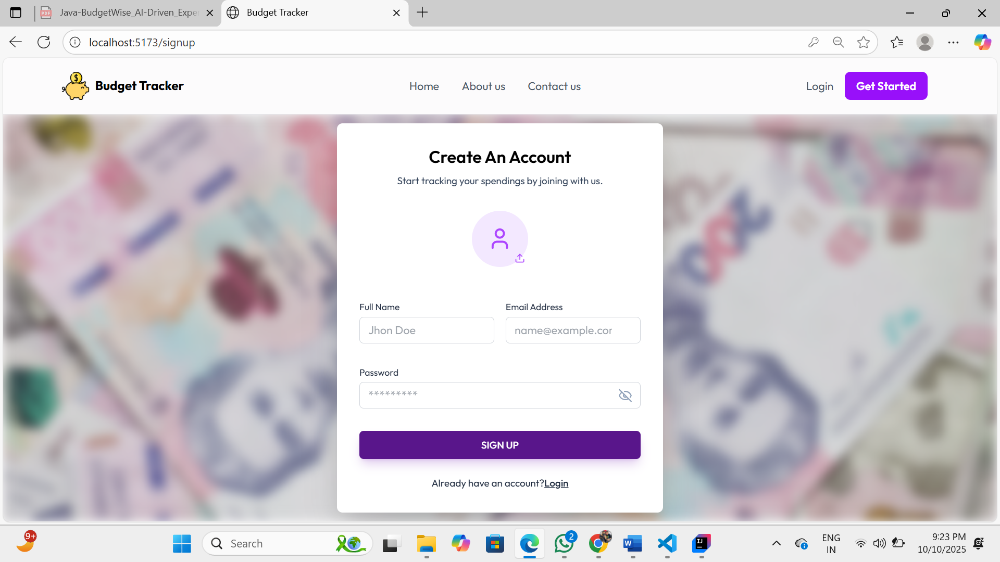 Java-BudgetWise_AI-Driven_Exper
Budget Tracker
localhost:5173/signup
Budget Tracker
Home
About us
Contact us
Login
Get Started
Create An Account
Start tracking your spendings by joining with us.
Full Name
Email Address
Jhon Doe
name@example.cor
Password
*********
SIGN UP
Already have an account?Login
9+
Search
2
ENG
IN
9:23 PM
10/10/2025